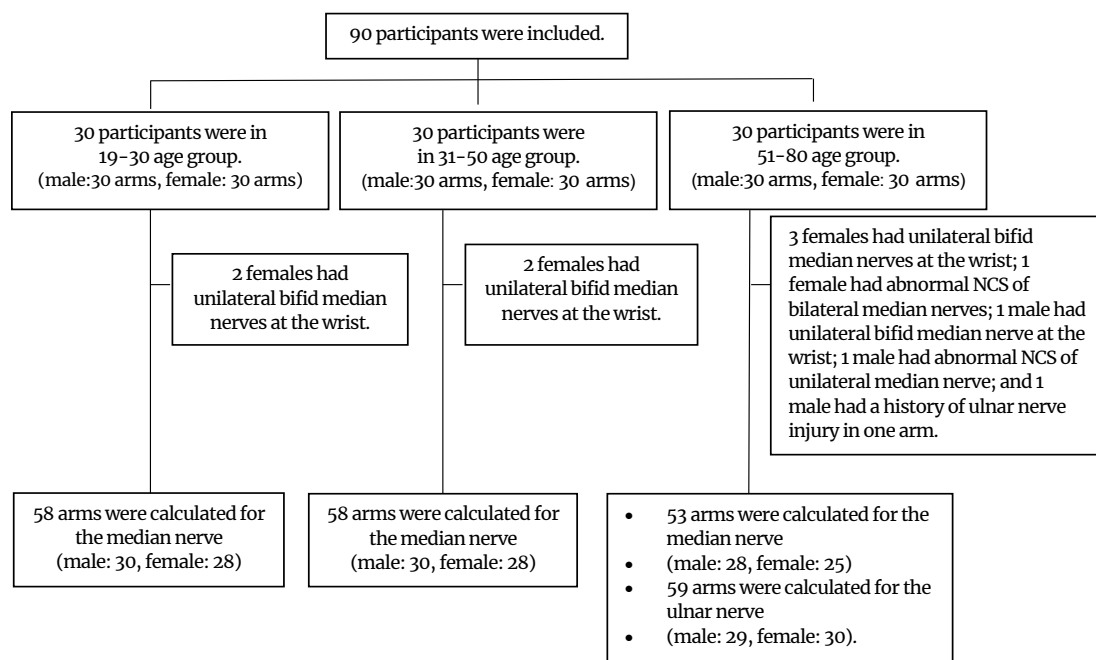 90 participants were included.
30 participants were in
19-30 age group.
(male:30 arms, female: 30 arms)
30 participants were
in 31-50 age group.
(male:30 arms, female: 30 arms)
30 participants were in
51-80 age group.
(male:30 arms, female: 30 arms)
2 females had
unilateral bifid median
nerves at the wrist.
2 females had
unilateral bifid median
nerves at the wrist.
3 females had unilateral bifid
median nerves at the wrist; 1
female had abnormal NCS of
bilateral median nerves; 1 male had
unilateral bifid median nerve at the
wrist; 1 male had abnormal NCS of
unilateral median nerve; and 1
male had a history of ulnar nerve
injury in one arm.
58 arms were calculated for
the median nerve
(male: 30, female: 28)
58 arms were calculated for
the median nerve
(male: 30, female: 28)
• 53 arms were calculated for the
median nerve
• (male: 28, female: 25)
• 59 arms were calculated for the
ulnar nerve
• (male: 29, female: 30).